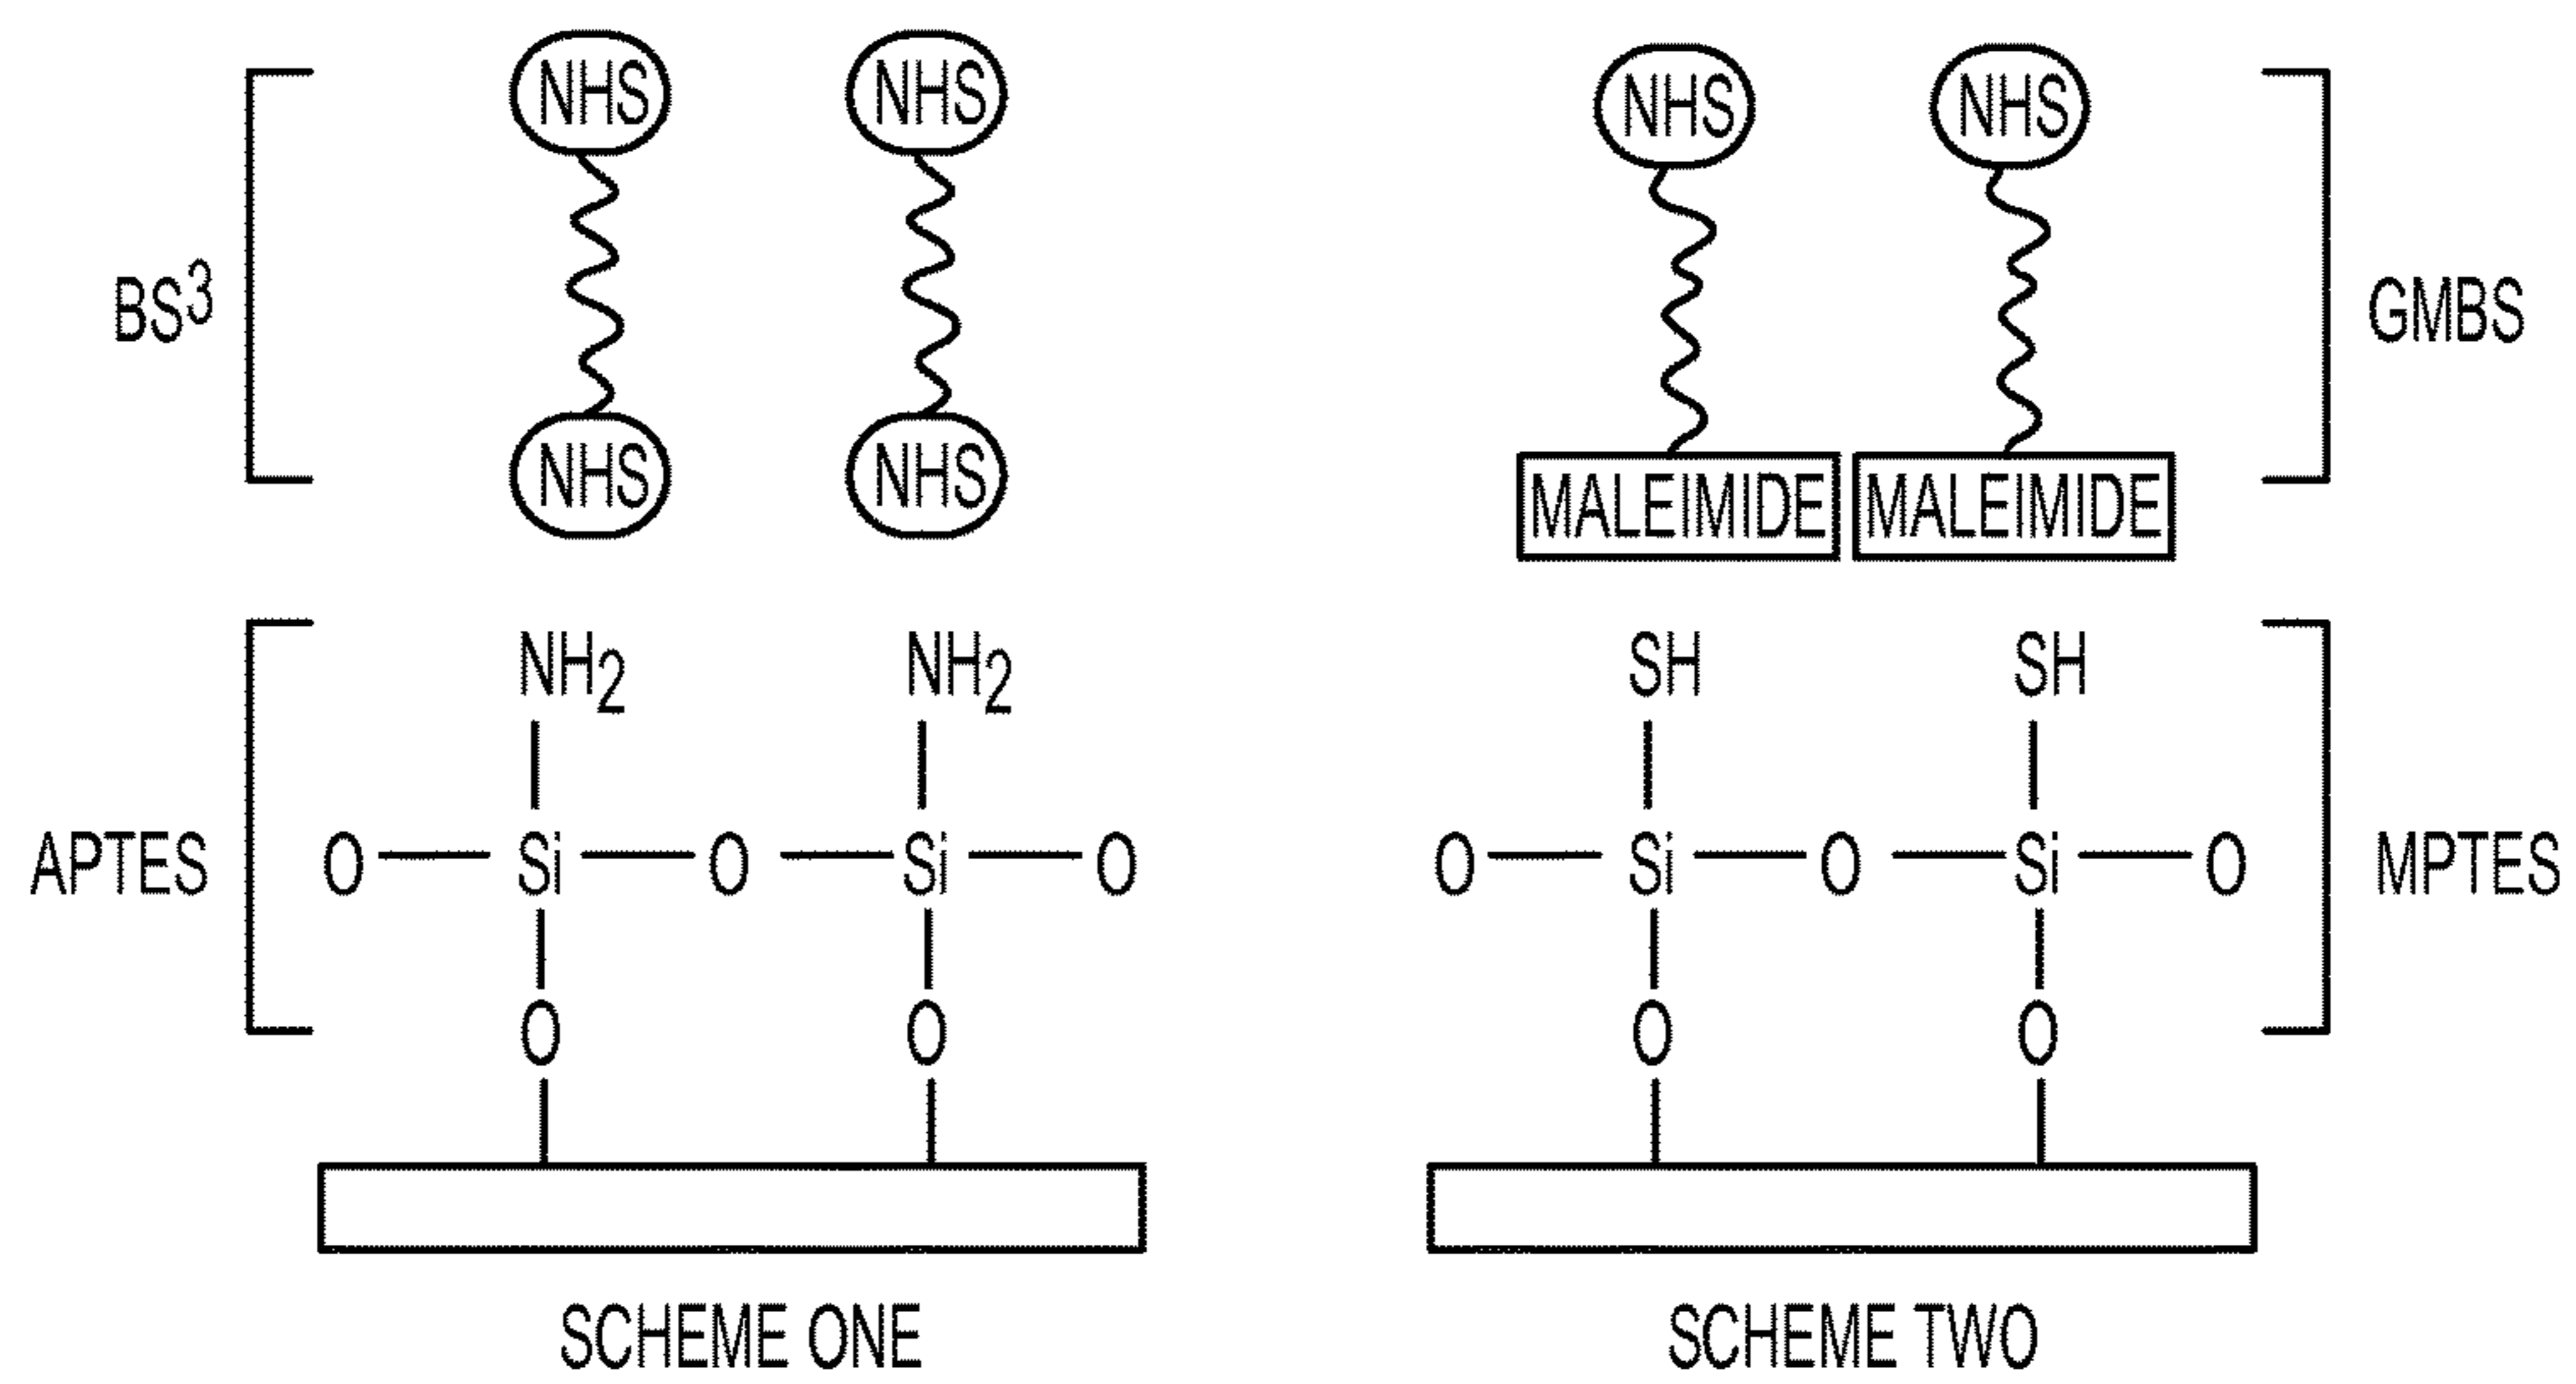 NHS NHS NHS NHS
BS3 GMBS
NHS NHS MALEIMIDE MALEIMIDE
NH2 NH2 SH SH
APTES O Si O Si O O Si O Si O MPTES
O O O O
SCHEME ONE SCHEME TWO